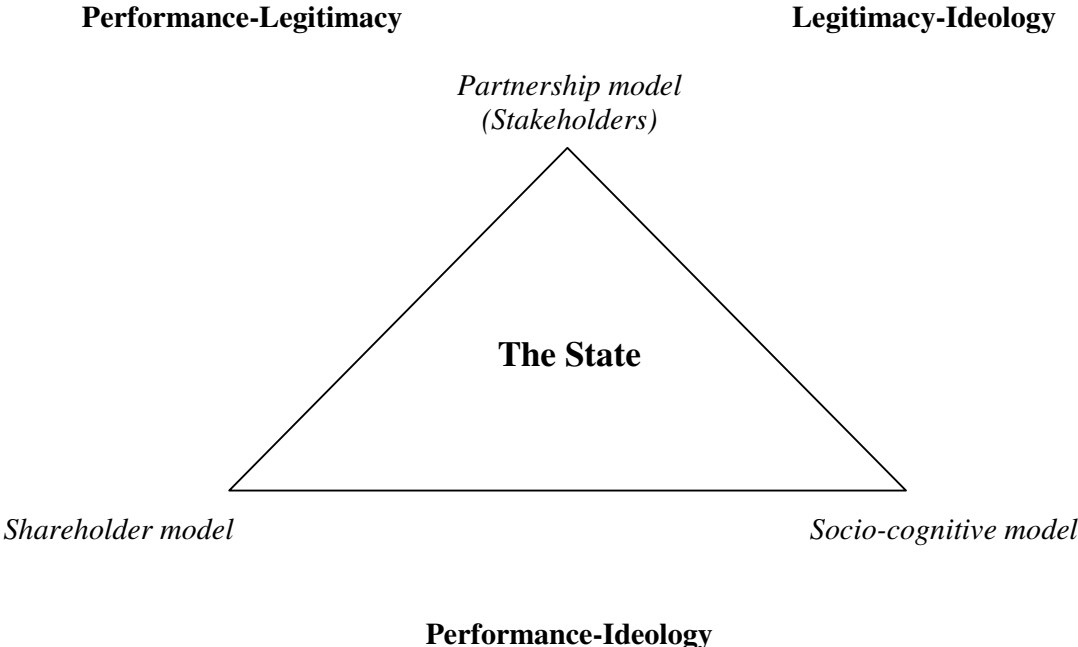 Performance-Legitimacy
Legitimacy-Ideology
Partnership model
(Stakeholders)
The State
Shareholder model
Socio-cognitive model
Performance-Ideology